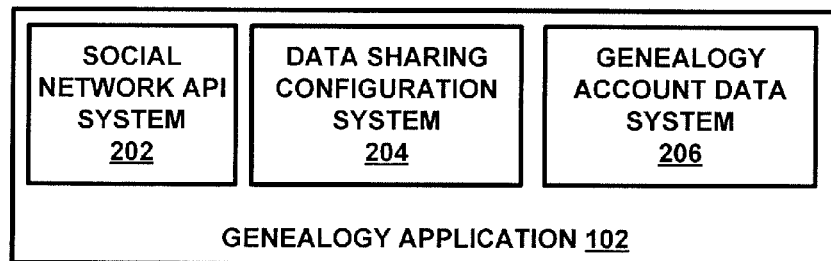 SOCIAL
NETWORK API
SYSTEM
202
DATA SHARING
CONFIGURATION
SYSTEM
204
GENEALOGY
ACCOUNT DATA
SYSTEM
206
GENEALOGY APPLICATION 102